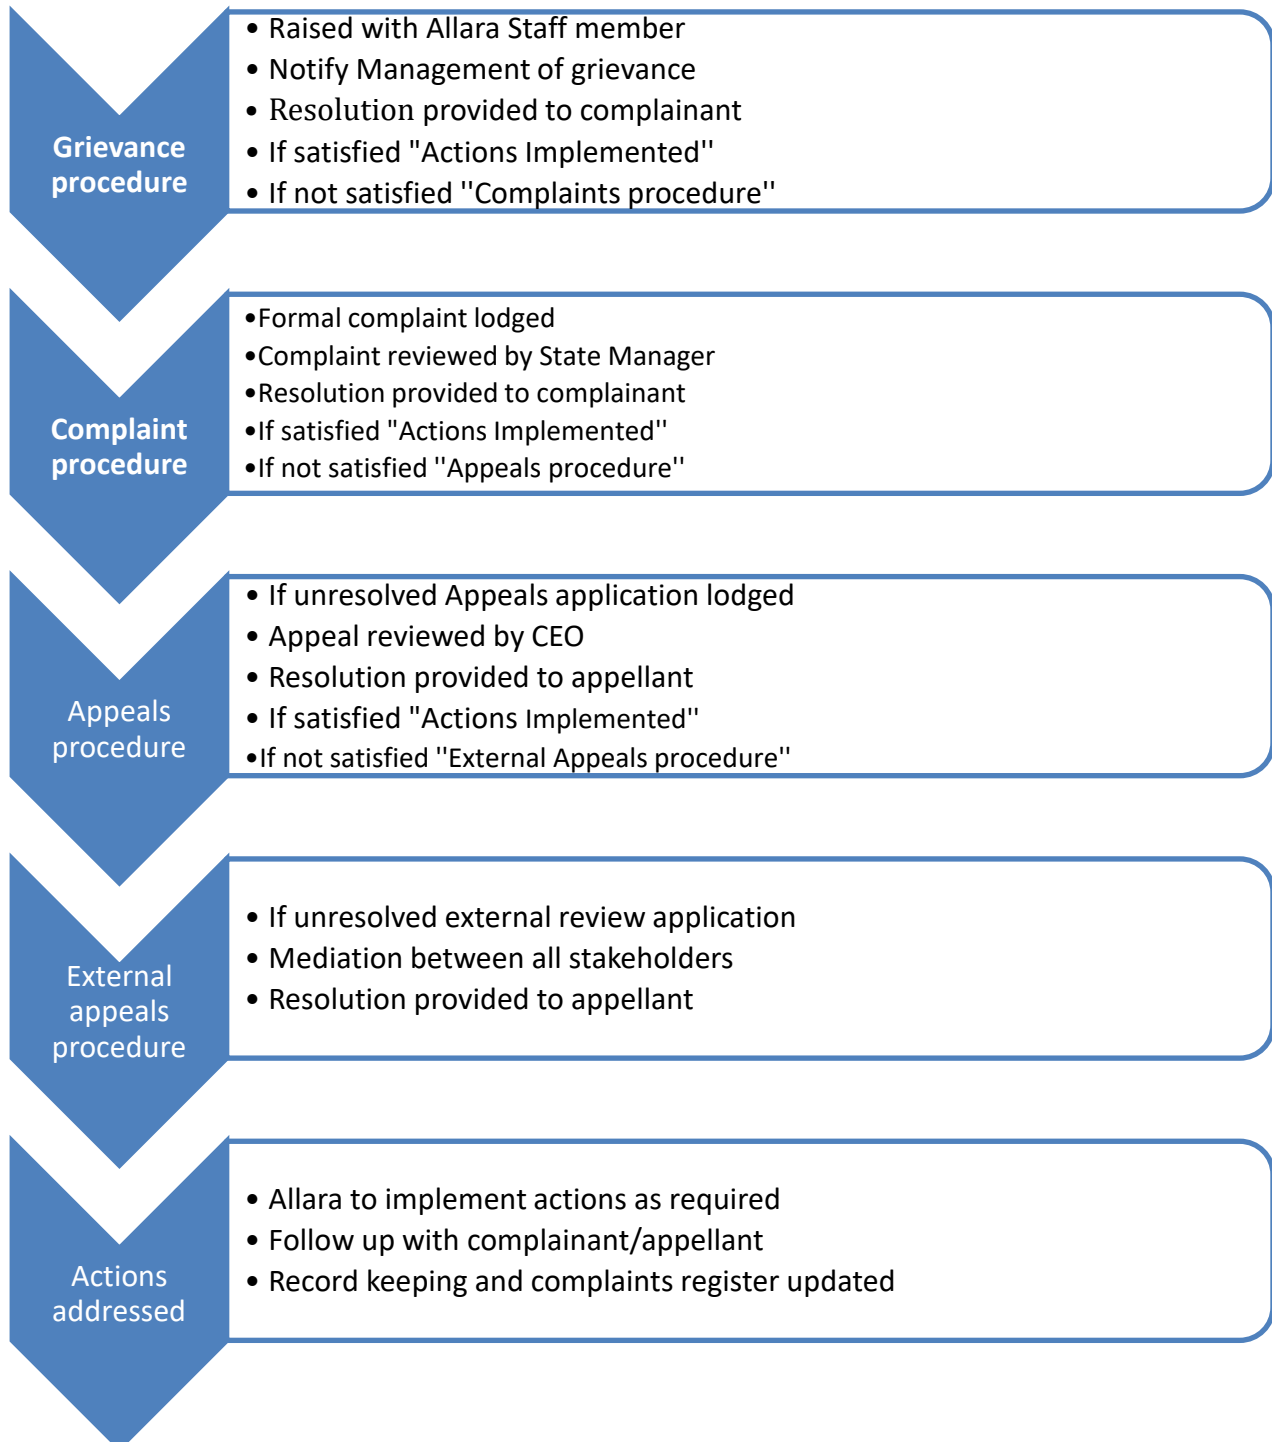 Grievance
procedure
• Raised with Allara Staff member
• Notify Management of grievance
• Resolution provided to complainant
• If satisfied "Actions Implemented''
• If not satisfied ''Complaints procedure''
Complaint
procedure
•Formal complaint lodged
•Complaint reviewed by State Manager
•Resolution provided to complainant
•If satisfied "Actions Implemented''
•If not satisfied ''Appeals procedure''
Appeals
procedure
• If unresolved Appeals application lodged
• Appeal reviewed by CEO
• Resolution provided to appellant
• If satisfied "Actions Implemented''
•If not satisfied ''External Appeals procedure''
External
appeals
procedure
• If unresolved external review application
• Mediation between all stakeholders
• Resolution provided to appellant
Actions
addressed
• Allara to implement actions as required
• Follow up with complainant/appellant
• Record keeping and complaints register updated